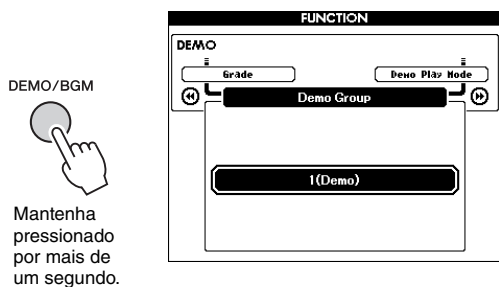 FUNCTION
DEMO
Grade
Demo Play Mode
Demo Group
1(Demo)
DEMO/BGM
Mantenha
pressionado
por mais de
um segundo.